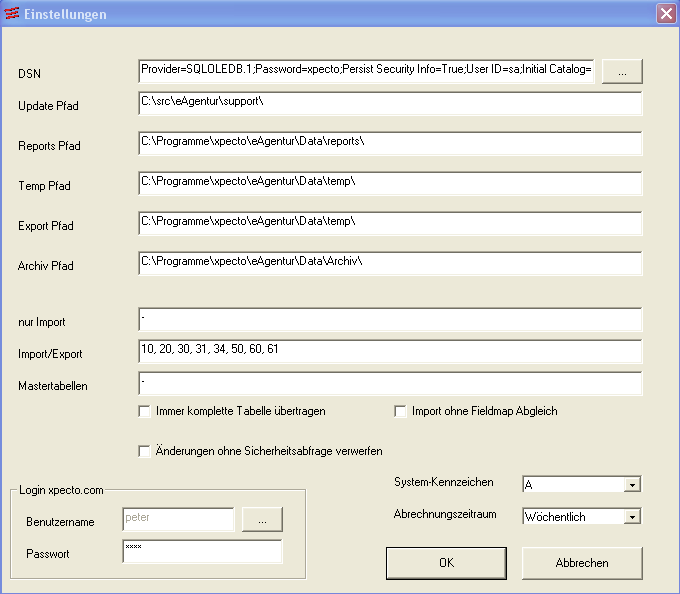 Einstellungen
DSN Provider=SQLOLEDB.1;Password=xpecto;Persist Security Info=True;User ID=sa;Initial Catalog= ...
Update Pfad C:\src\eAgentur\support\
Reports Pfad C:\Programme\xpecto\eAgentur\Data\reports\
Temp Pfad C:\Programme\xpecto\eAgentur\Data\temp\
Export Pfad C:\Programme\xpecto\eAgentur\Data\temp\
Archiv Pfad C:\Programme\xpecto\eAgentur\Data\Archiv\
nur Import -
Import/Export 10, 20, 30, 31, 34, 50, 60, 61
Mastertabellen -
Immer komplette Tabelle übertragen Import ohne Fieldmap Abgleich
Änderungen ohne Sicherheitsabfrage verwerfen
System-Kennzeichen A
Abrechnungszeitraum Wöchentlich
Login xpecto.com
Benutzername peter ...
Passwort ****
OK Abbrechen